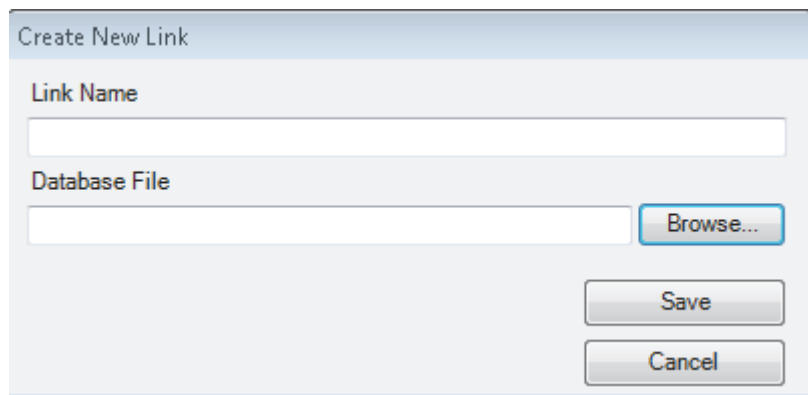 Create New Link
Link Name
Database File
Browse...
Save
Cancel